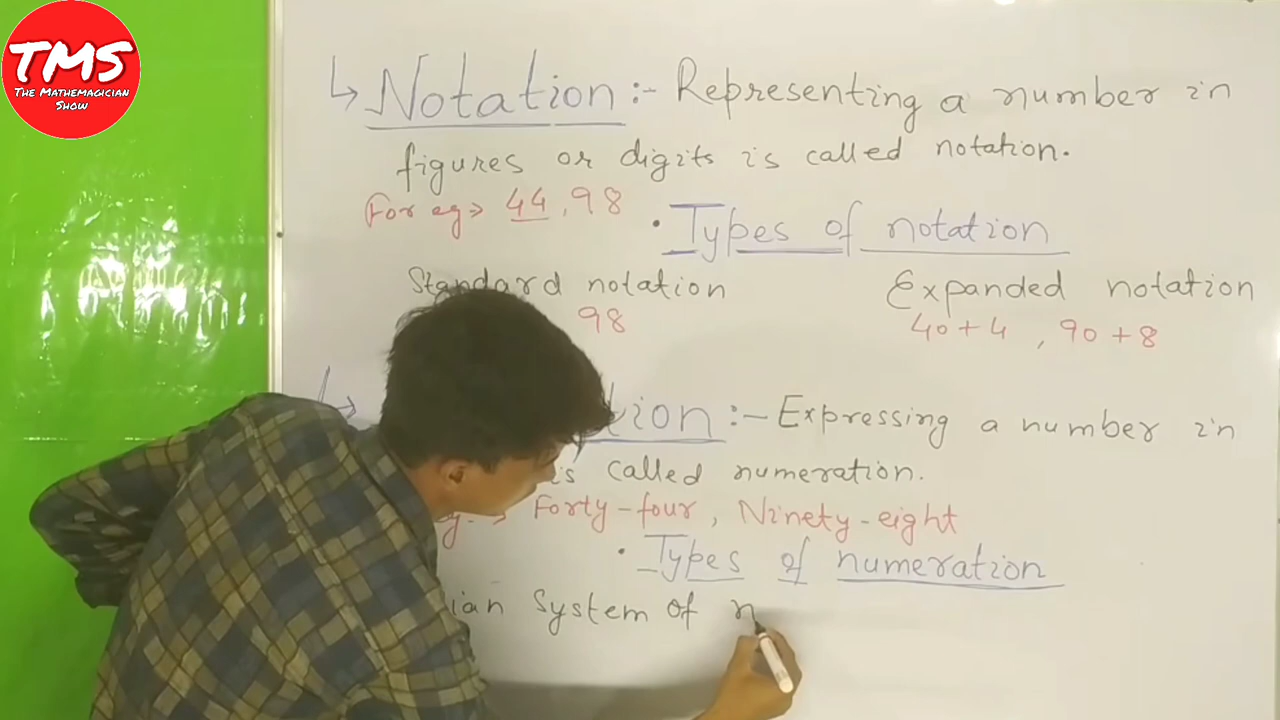 TMS
THE MATHEMAGICIAN
SHOW
↳ Notation :- Representing a number in
figures or digits is called notation.
For eg→ 44, 98
• Types of notation
Standard notation Expanded notation
98 40+4 , 90+8
tion :- Expressing a number in
is called numeration.
g.→ Forty-four, Ninety-eight
• Types of numeration
ian System of n